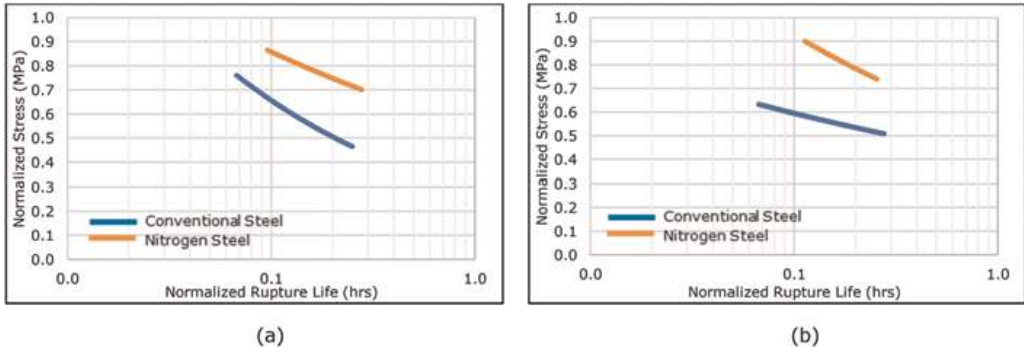 Normalized Stress (MPa)
1.0
0.9
0.8
0.7
0.6
0.5
0.4
0.3
0.2
0.1
0.0
Conventional Steel
Nitrogen Steel
0.0 0.1 1.0
Normalized Rupture Life (hrs)
(a)
Normalized Stress (MPa)
1.0
0.9
0.8
0.7
0.6
0.5
0.4
0.3
0.2
0.1
0.0
Conventional Steel
Nitrogen Steel
0.0 0.1 1.0
Normalized Rupture Life (hrs)
(b)